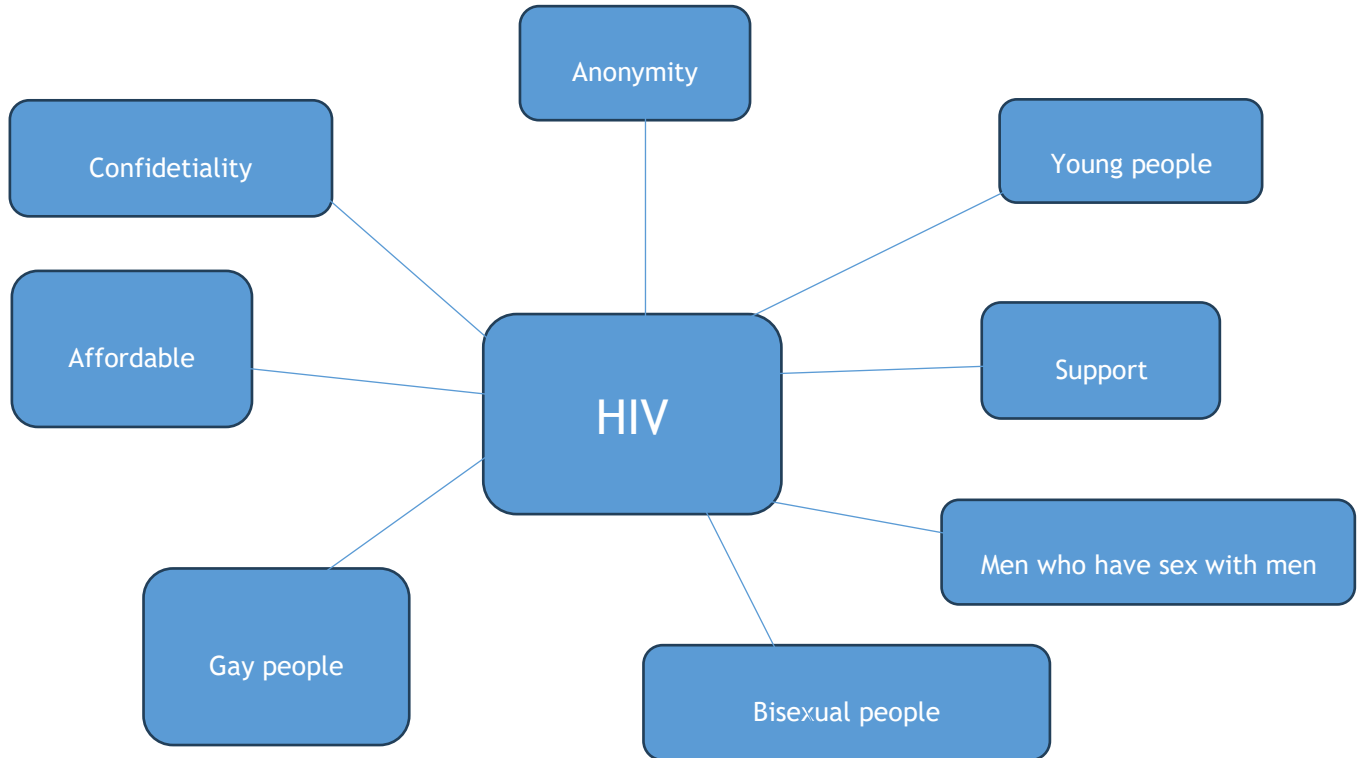 Anonymity
Confidetiality
Young people
Affordable
Support
HIV
Men who have sex with men
Gay people
Bisexual people